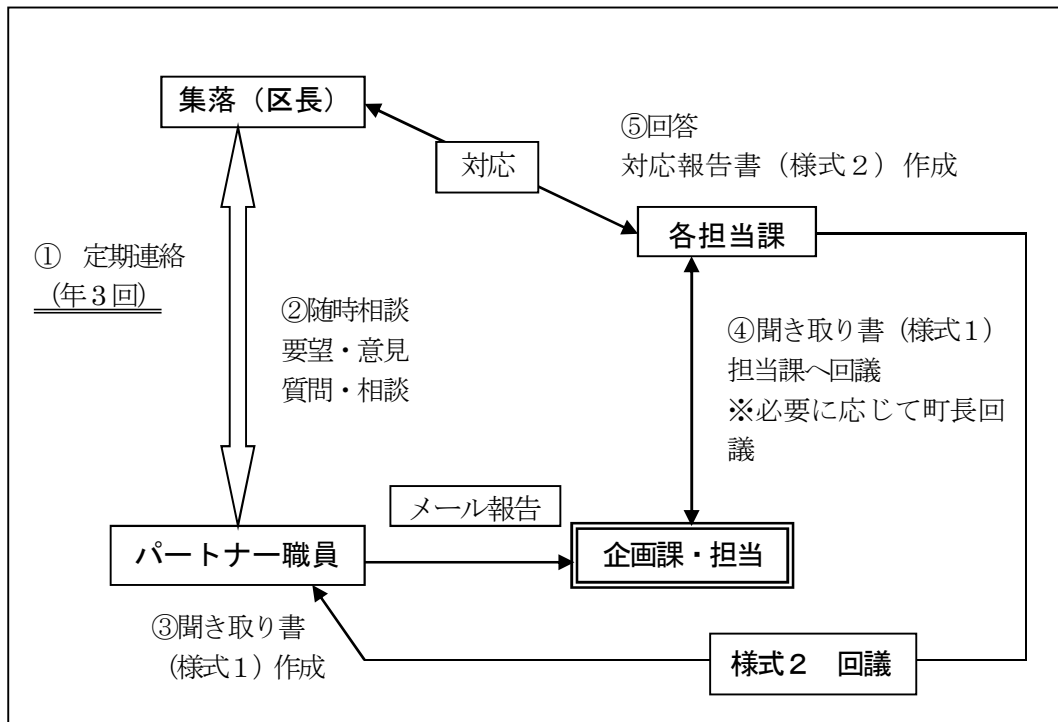 集落（区長）
対応
⑤回答
対応報告書（様式２）作成
各担当課
①　定期連絡
（年３回）
②随時相談
要望・意見
質問・相談
④聞き取り書（様式１）
担当課へ回議
※必要に応じて町長回
議
メール報告
パートナー職員
企画課・担当
③聞き取り書
（様式１）作成
様式２　回議